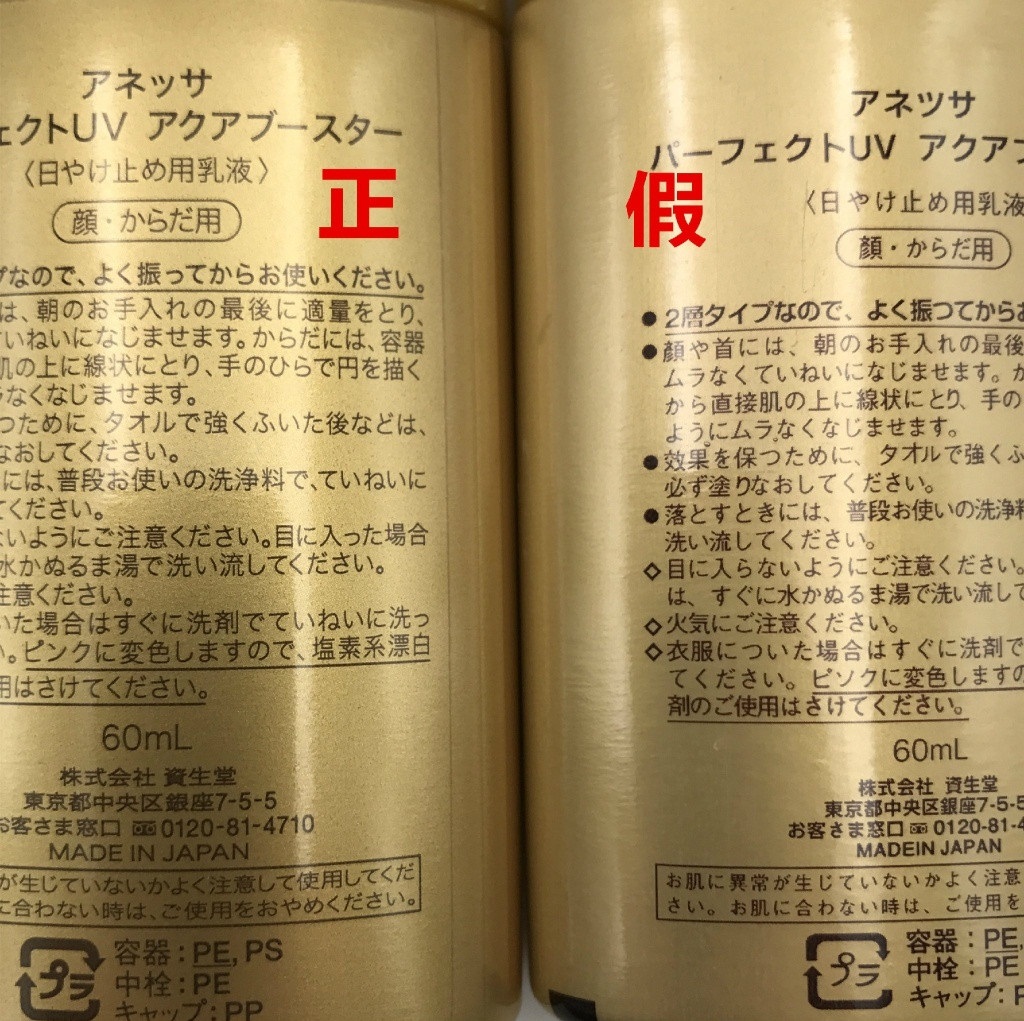 アネッサ
ェクトUV アクアブースター
〈日やけ止め用乳液〉
顔・からだ用
正
プなので、よく振ってからお使いください。
は、朝のお手入れの最後に適量をとり、
ていねいになじませます。からだには、容器
肌の上に線状にとり、手のひらで円を描く
ラなくなじませます。
つために、タオルで強くふいた後などは、
なおしてください。
には、普段お使いの洗浄料で、ていねいに
てください。
ないようにご注意ください。目に入った場合
水かぬるま湯で洗い流してください。
注意ください。
いた場合はすぐに洗剤でていねいに洗っ
い。ピンクに変色しますので、塩素系漂白
用はさけてください。
60mL
株式会社 資生堂
東京都中央区銀座7-5-5
お客さま窓口 0120-81-4710
MADE IN JAPAN
が生じていないかよく注意して使用してくだ
に合わない時は、ご使用をおやめください。
プラ
容器：PE, PS
中栓：PE
キャップ：PP
アネツサ
パーフェクトUV アクアブ
〈日やけ止め用乳液
顔・からだ用
假
●2層タイプなので、よく振つてからお
●顔や首には、朝のお手入れの最後
ムラなくていねいになじませます。か
から直接肌の上に線状にとり、手の
ようにムラなくなじませます。
●効果を保つために、タオルで強くふ
必ず塗りなおしてください。
●落とすときには、普段お使いの洗浄料
洗い流してください。
◇目に入らないようにご注意ください。
は、すぐに水かぬるま湯で洗い流して
◇火気にご注意ください。
◇衣服についた場合はすぐに洗剤で
てください。ピソクに変色しますの
剤のご使用はさけてください。
60mL
株式会社 資生堂
東京都中央区銀座7-5-5
お客さま窓口 0120-81-4
MADEIN JAPAN
お肌に異常が生じていないかよく注意
さい。お肌に合わない時は、ご使用を
プラ
容器：PE,
中栓：PE
キャップ：P